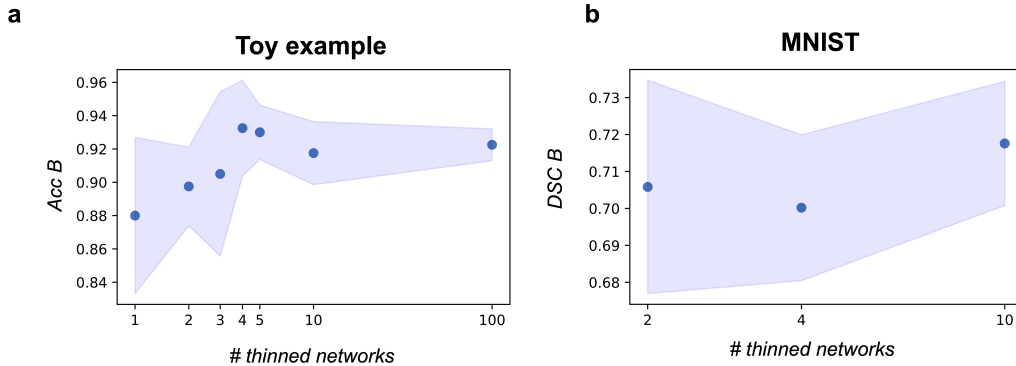 a
Toy example
Acc B
0.96
0.94
0.92
0.90
0.88
0.86
0.84
1 2 3 4 5 10 100
# thinned networks
b
MNIST
DSC B
0.73
0.72
0.71
0.70
0.69
0.68
2 4 10
# thinned networks